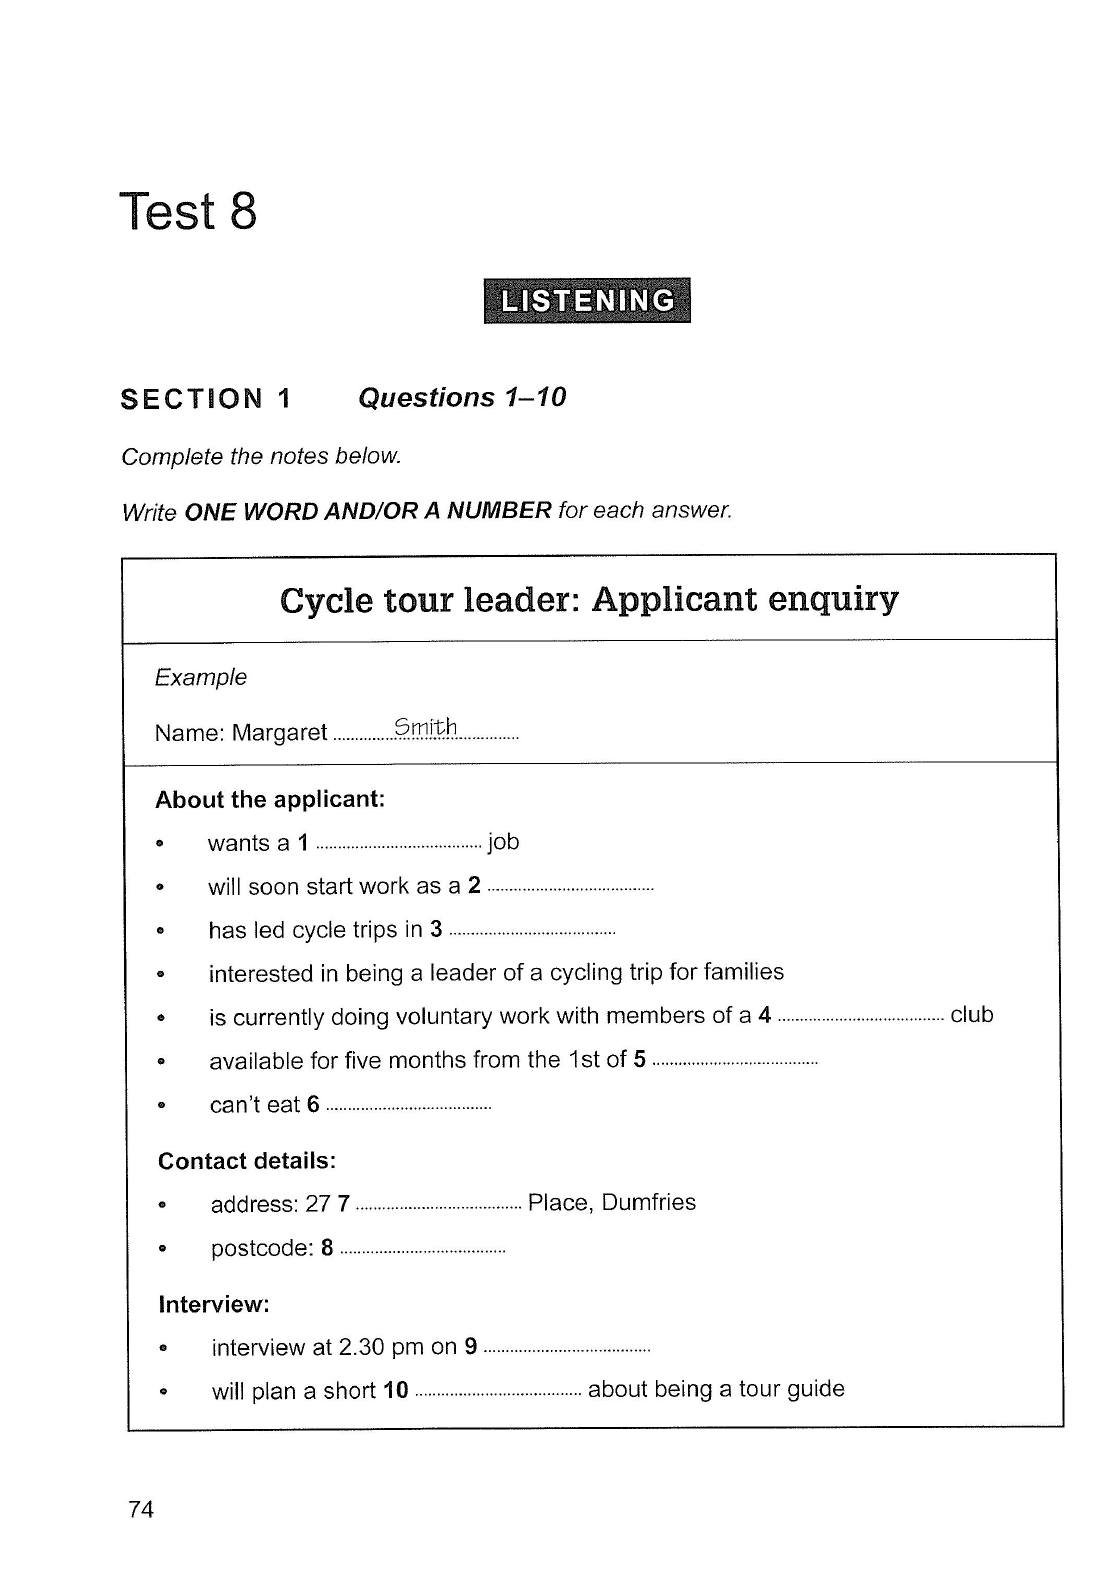 Test 8
LISTENING
SECTION 1 Questions 1–10
Complete the notes below.
Write ONE WORD AND/OR A NUMBER for each answer.
Cycle tour leader: Applicant enquiry
Example
Name: Margaret ..............Smith..............
About the applicant:
• wants a 1 ...................................... job
• will soon start work as a 2 ......................................
• has led cycle trips in 3 ......................................
• interested in being a leader of a cycling trip for families
• is currently doing voluntary work with members of a 4 ...................................... club
• available for five months from the 1st of 5 ......................................
• can't eat 6 ......................................
Contact details:
• address: 27 7 ...................................... Place, Dumfries
• postcode: 8 ......................................
Interview:
• interview at 2.30 pm on 9 ......................................
• will plan a short 10 ...................................... about being a tour guide
74